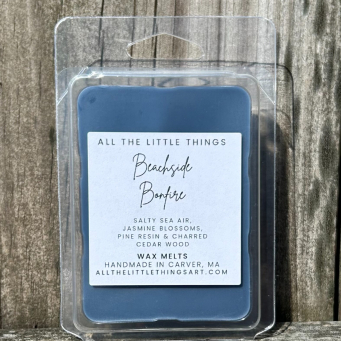 ALL THE LITTLE THINGS
Beachside
Bonfire
SALTY SEA AIR,
JASMINE BLOSSOMS,
PINE RESIN & CHARRED
CEDAR WOOD
WAX MELTS
HANDMADE IN CARVER, MA
ALLTHELITTLETHINGSART.COM